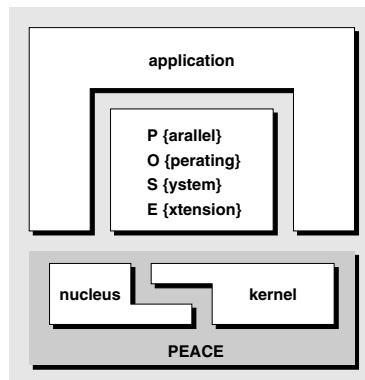 application
P {arallel}
O {perating}
S {ystem}
E {xtension}
nucleus
kernel
PEACE